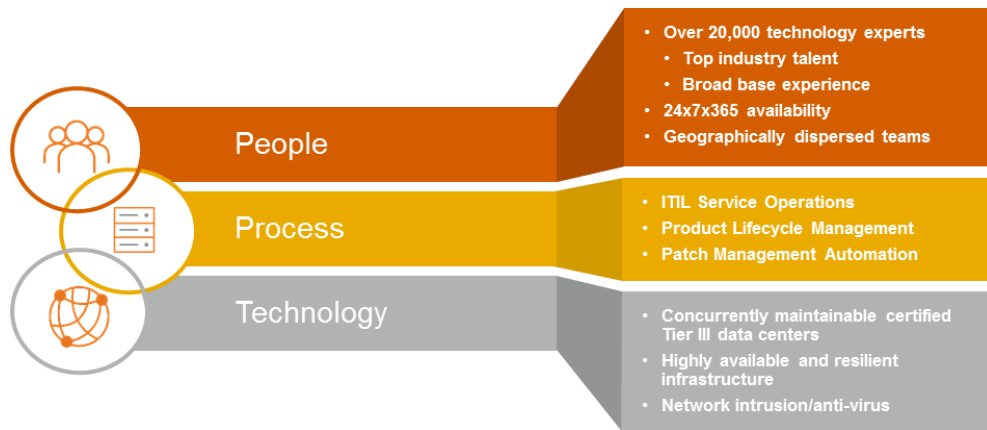 People
• Over 20,000 technology experts
• Top industry talent
• Broad base experience
• 24x7x365 availability
• Geographically dispersed teams
Process
• ITIL Service Operations
• Product Lifecycle Management
• Patch Management Automation
Technology
• Concurrently maintainable certified
Tier III data centers
• Highly available and resilient
infrastructure
• Network intrusion/anti-virus